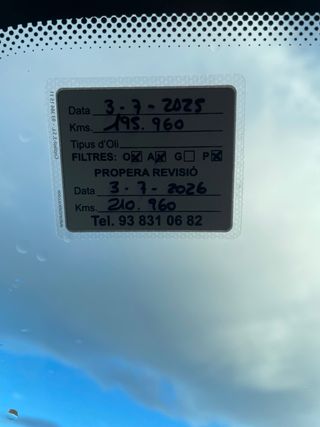 Data 3-7-2025
Kms. 195.960
Tipus d'Oli
FILTRES: O☒ A☒ G☐ P☒
PROPERA REVISIÓ
Data 3-7-2026
Kms. 210.960
Tel. 93 831 06 82